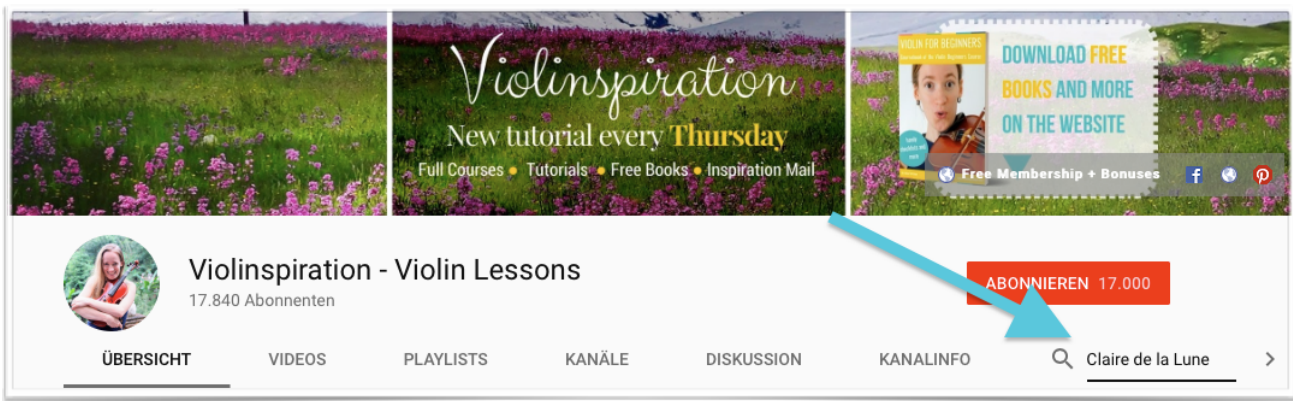 Violinspiration
New tutorial every Thursday
Full Courses • Tutorials • Free Books • Inspiration Mail
VIOLIN FOR BEGINNERS
DOWNLOAD FREE
BOOKS AND MORE
ON THE WEBSITE
Free Membership + Bonuses
Violinspiration - Violin Lessons
17.840 Abonnenten
ABONNIEREN 17.000
ÜBERSICHT VIDEOS PLAYLISTS KANÄLE DISKUSSION KANALINFO Claire de la Lune